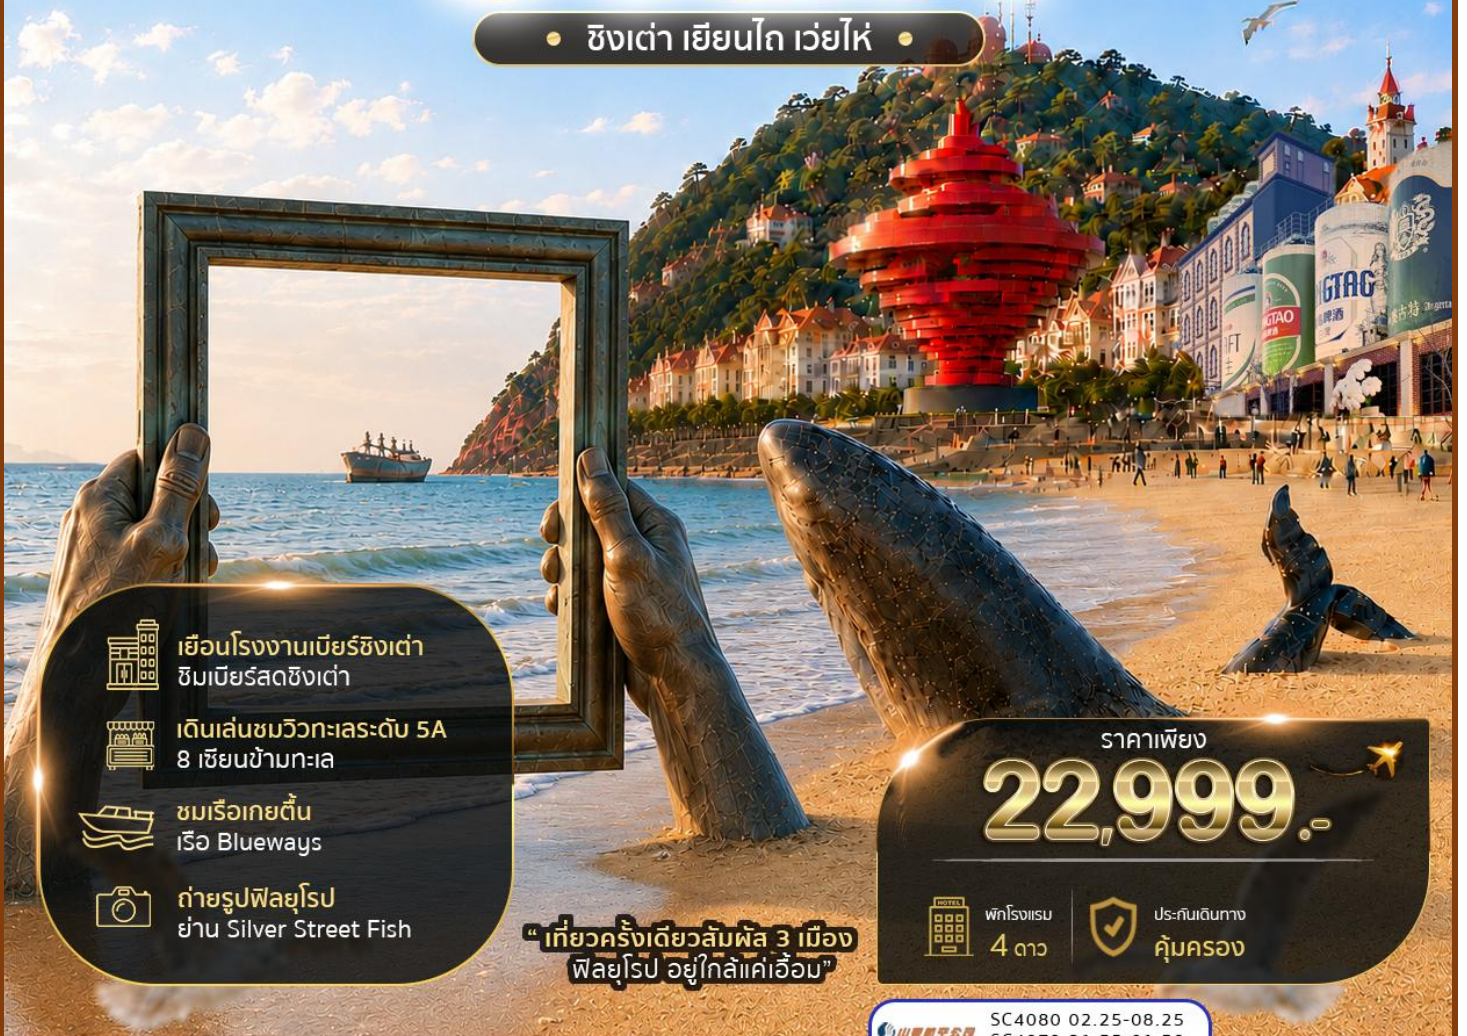 • ชิงเต่า เยียนไถ เว่ยไห่ •
GTAG
GTAO
เยือนโรงงานเบียร์ชิงเต่า
ชิมเบียร์สดชิงเต่า
เดินเล่นชมวิวทะเลระดับ 5A
8 เซียนข้ามทะเล
ชมเรือเกยตื้น
เรือ Blueways
ถ่ายรูปฟิลยุโรป
ย่าน Silver Street Fish
“ เที่ยวครั้งเดียวสัมผัส 3 เมือง
ฟิลยุโรป อยู่ใกล้แค่เอื้อม”
ราคาเพียง
22,999.-
HOTEL
พักโรงแรม
4 ดาว
ประกันเดินทาง
คุ้มครอง
SC4080 02.25-08.25